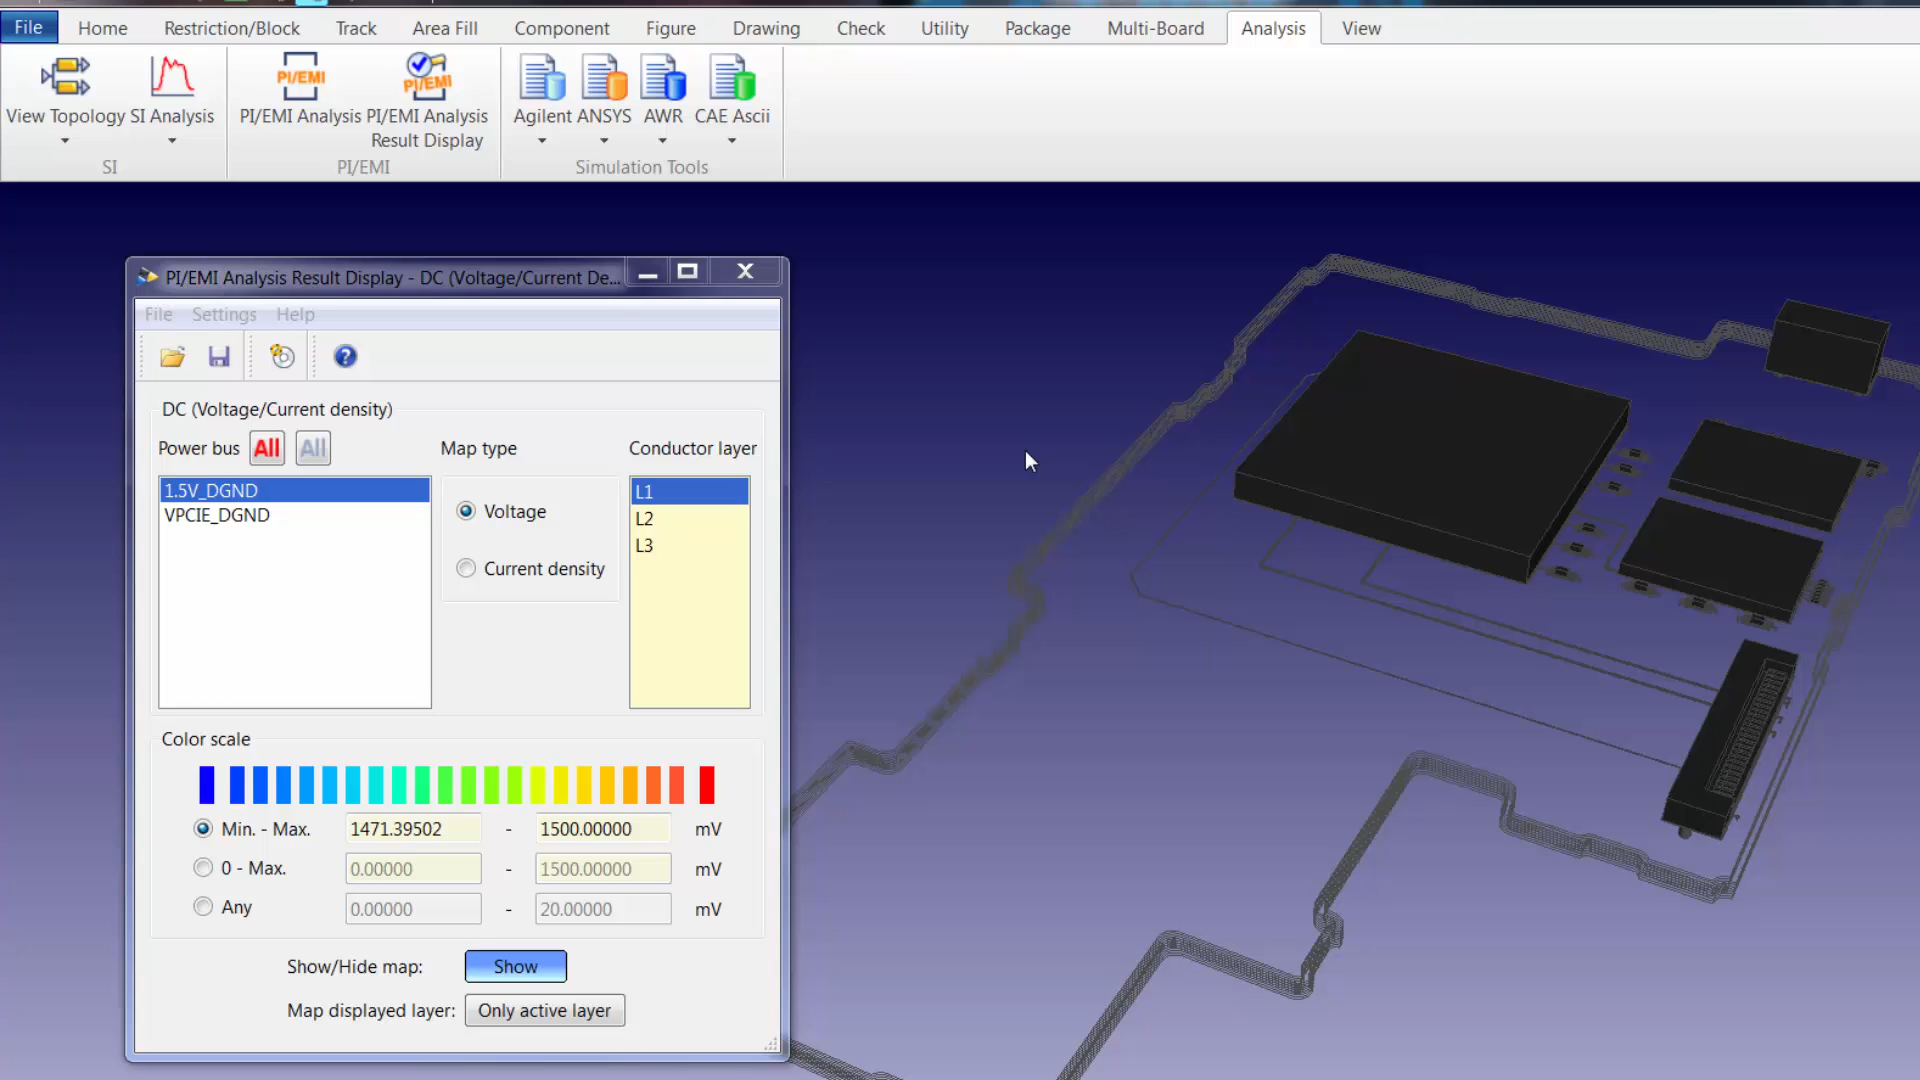 File Home Restriction/Block Track Area Fill Component Figure Drawing Check Utility Package Multi-Board Analysis View
PI/EMI PI/EMI
View Topology SI Analysis PI/EMI Analysis PI/EMI Analysis Agilent ANSYS AWR CAE Ascii
Result Display
SI PI/EMI Simulation Tools
PI/EMI Analysis Result Display - DC (Voltage/Current De...
File Settings Help
DC (Voltage/Current density)
Power bus All All Map type Conductor layer
1.5V_DGND
VPCIE_DGND
Voltage
Current density
L1
L2
L3
Color scale
Min. - Max. 1471.39502 - 1500.00000 mV
0 - Max. 0.00000 - 1500.00000 mV
Any 0.00000 - 20.00000 mV
Show/Hide map: Show
Map displayed layer: Only active layer